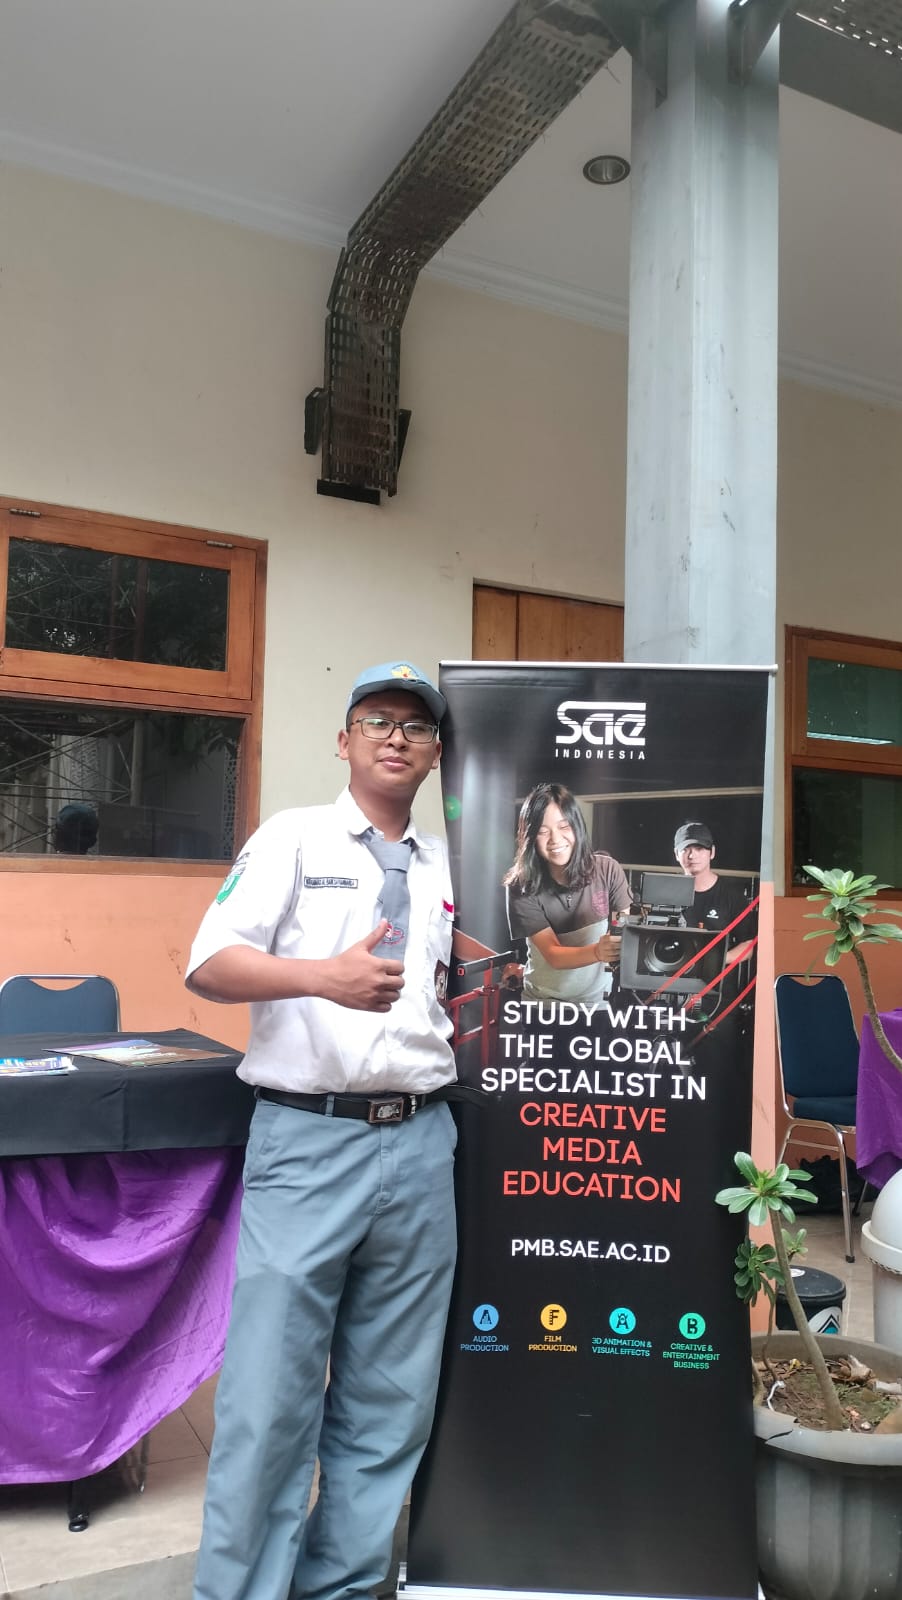 sae
INDONESIA
STUDY WITH
THE GLOBAL
SPECIALIST IN
CREATIVE
MEDIA
EDUCATION
PMB.SAE.AC.ID
A
AUDIO
PRODUCTION
F
FILM
PRODUCTION
A
3D ANIMATION &
VISUAL EFFECTS
B
CREATIVE &
ENTERTAINMENT
BUSINESS